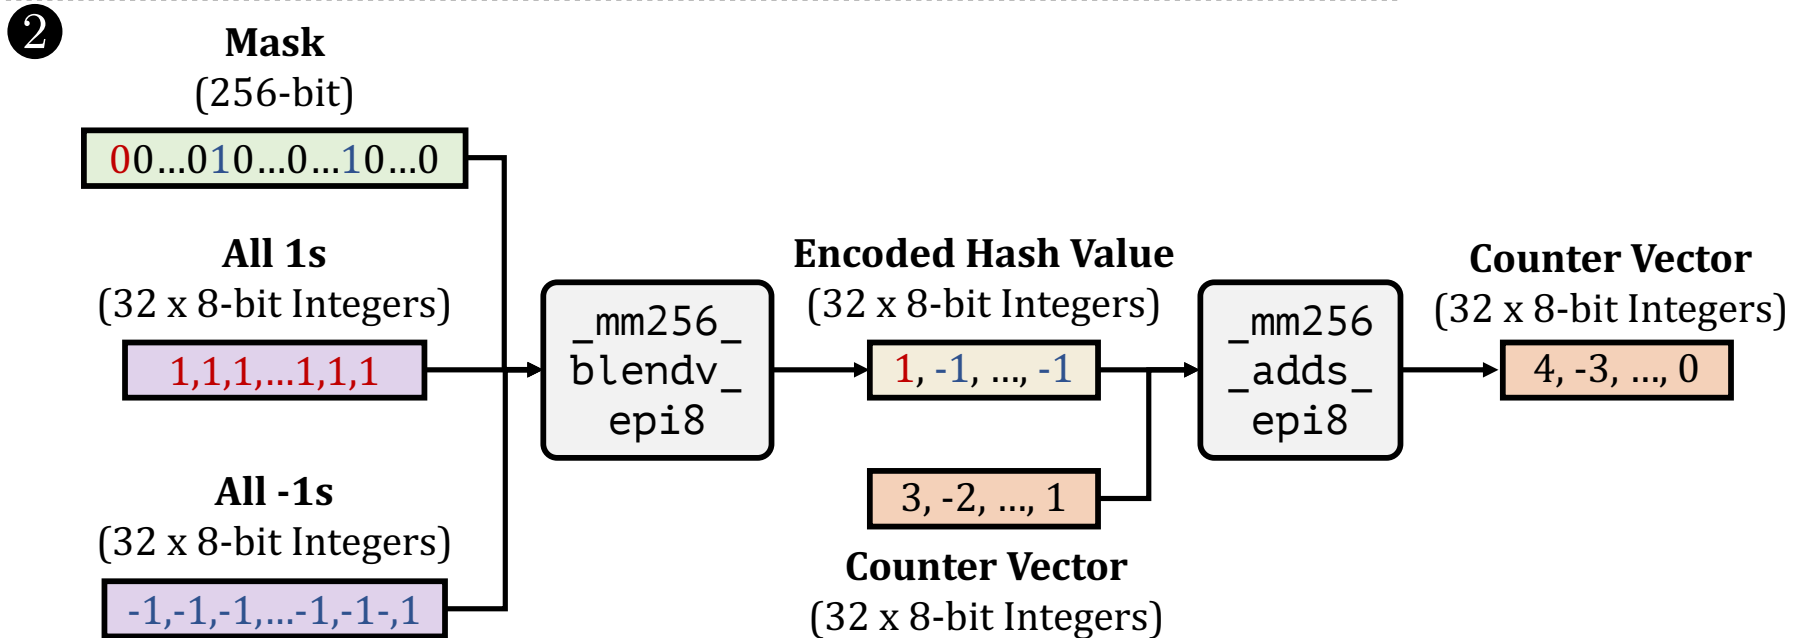 2
Mask
(256-bit)
00...010...0...10...0
All 1s
(32 x 8-bit Integers)
1,1,1,...1,1,1
All -1s
(32 x 8-bit Integers)
-1,-1,-1,...-1,-1-,1
_mm256_
blendv_
epi8
Encoded Hash Value
(32 x 8-bit Integers)
1, -1, ..., -1
3, -2, ..., 1
Counter Vector
(32 x 8-bit Integers)
_mm256
_adds_
epi8
Counter Vector
(32 x 8-bit Integers)
4, -3, ..., 0